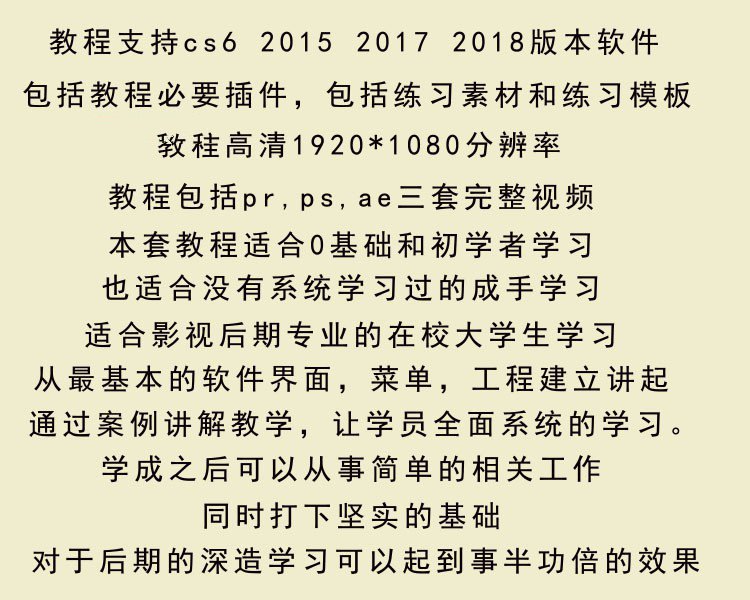 教程支持cs6 2015 2017 2018版本软件
包括教程必要插件，包括练习素材和练习模板
教程高清1920*1080分辨率
教程包括pr,ps,ae三套完整视频
本套教程适合0基础和初学者学习
也适合没有系统学习过的成手学习
适合影视后期专业的在校大学生学习
从最基本的软件界面，菜单，工程建立讲起
通过案例讲解教学，让学员全面系统的学习。
学成之后可以从事简单的相关工作
同时打下坚实的基础
对于后期的深造学习可以起到事半功倍的效果